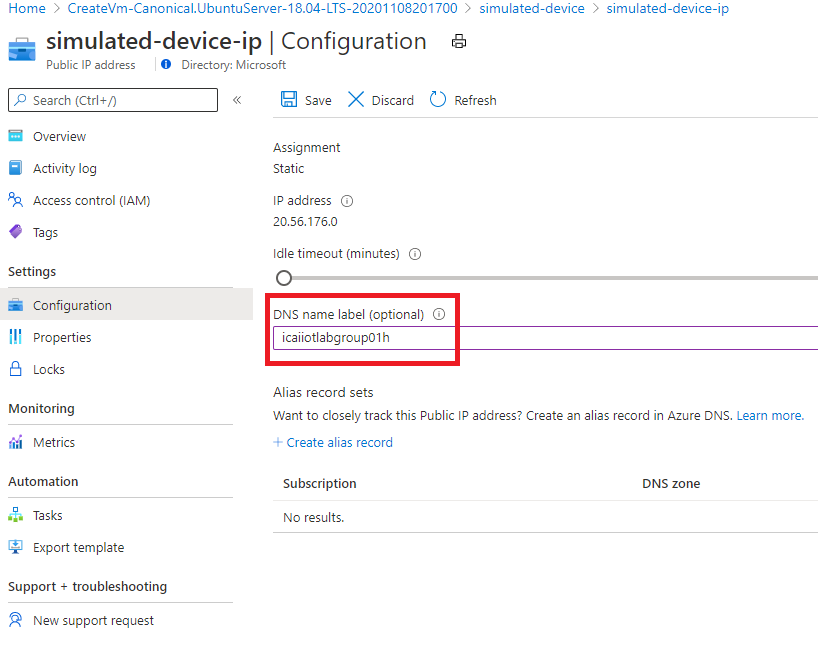 Home > CreateVm-Canonical.UbuntuServer-18.04-LTS-20201108201700 > simulated-device > simulated-device-ip
simulated-device-ip | Configuration
Public IP address Directory: Microsoft
Search (Ctrl+/) «
Overview
Activity log
Access control (IAM)
Tags
Settings
Configuration
Properties
Locks
Monitoring
Metrics
Automation
Tasks
Export template
Support + troubleshooting
New support request
Save Discard Refresh
Assignment
Static
IP address
20.56.176.0
Idle timeout (minutes)
DNS name label (optional)
icaiiotlabgroup01h
Alias record sets
Want to closely track this Public IP address? Create an alias record in Azure DNS. Learn more.
+ Create alias record
Subscription DNS zone
No results.